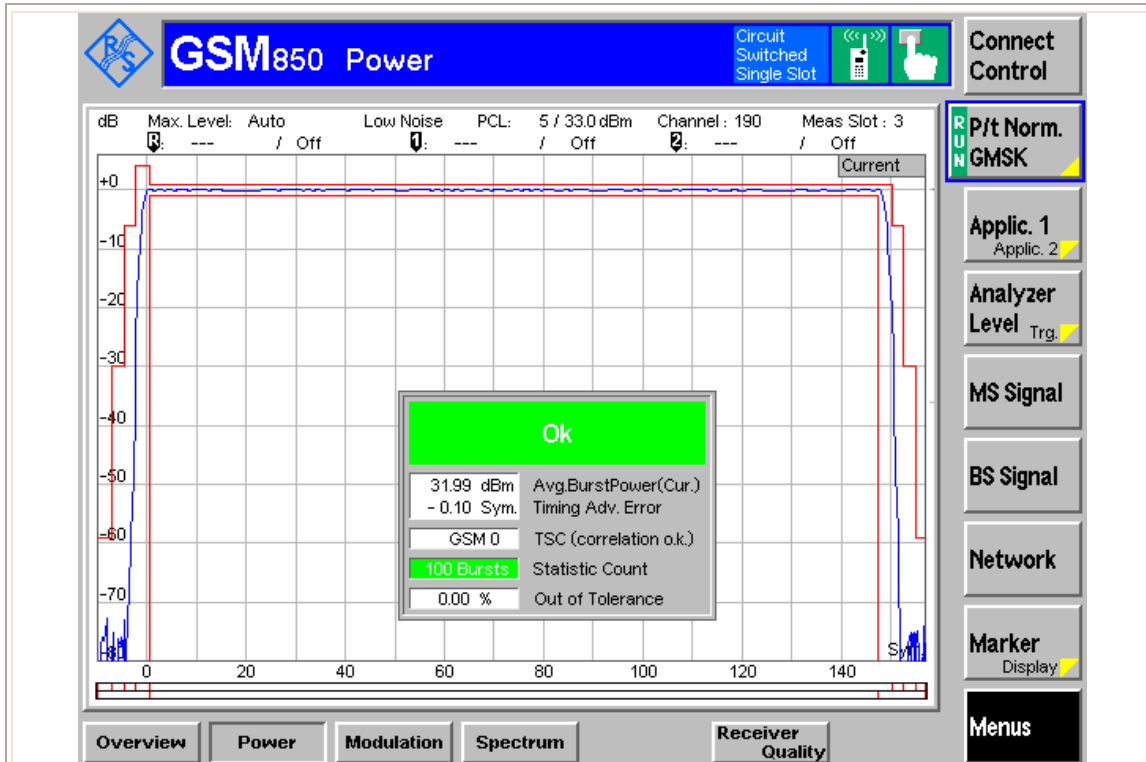 R S
GSM850 Power
Circuit
Switched
Single Slot
Connect
Control
dB Max. Level: Auto Low Noise PCL: 5 / 33.0 dBm Channel : 190 Meas Slot : 3
R: --- / Off 1: --- / Off 2: --- / Off
Current
+0
-10
-20
-30
-40
-50
-60
-70
-80
Ok
31.99 dBm Avg.BurstPower(Cur.)
- 0.10 Sym. Timing Adv. Error
GSM 0 TSC (correlation o.k.)
100 Bursts Statistic Count
0.00 % Out of Tolerance
0 20 40 60 80 100 120 140
RUN
P/t Norm.
GMSK
Applic. 1
Applic. 2
Analyzer
Level Trg.
MS Signal
BS Signal
Network
Marker
Display
Menus
Overview Power Modulation Spectrum Receiver
Quality